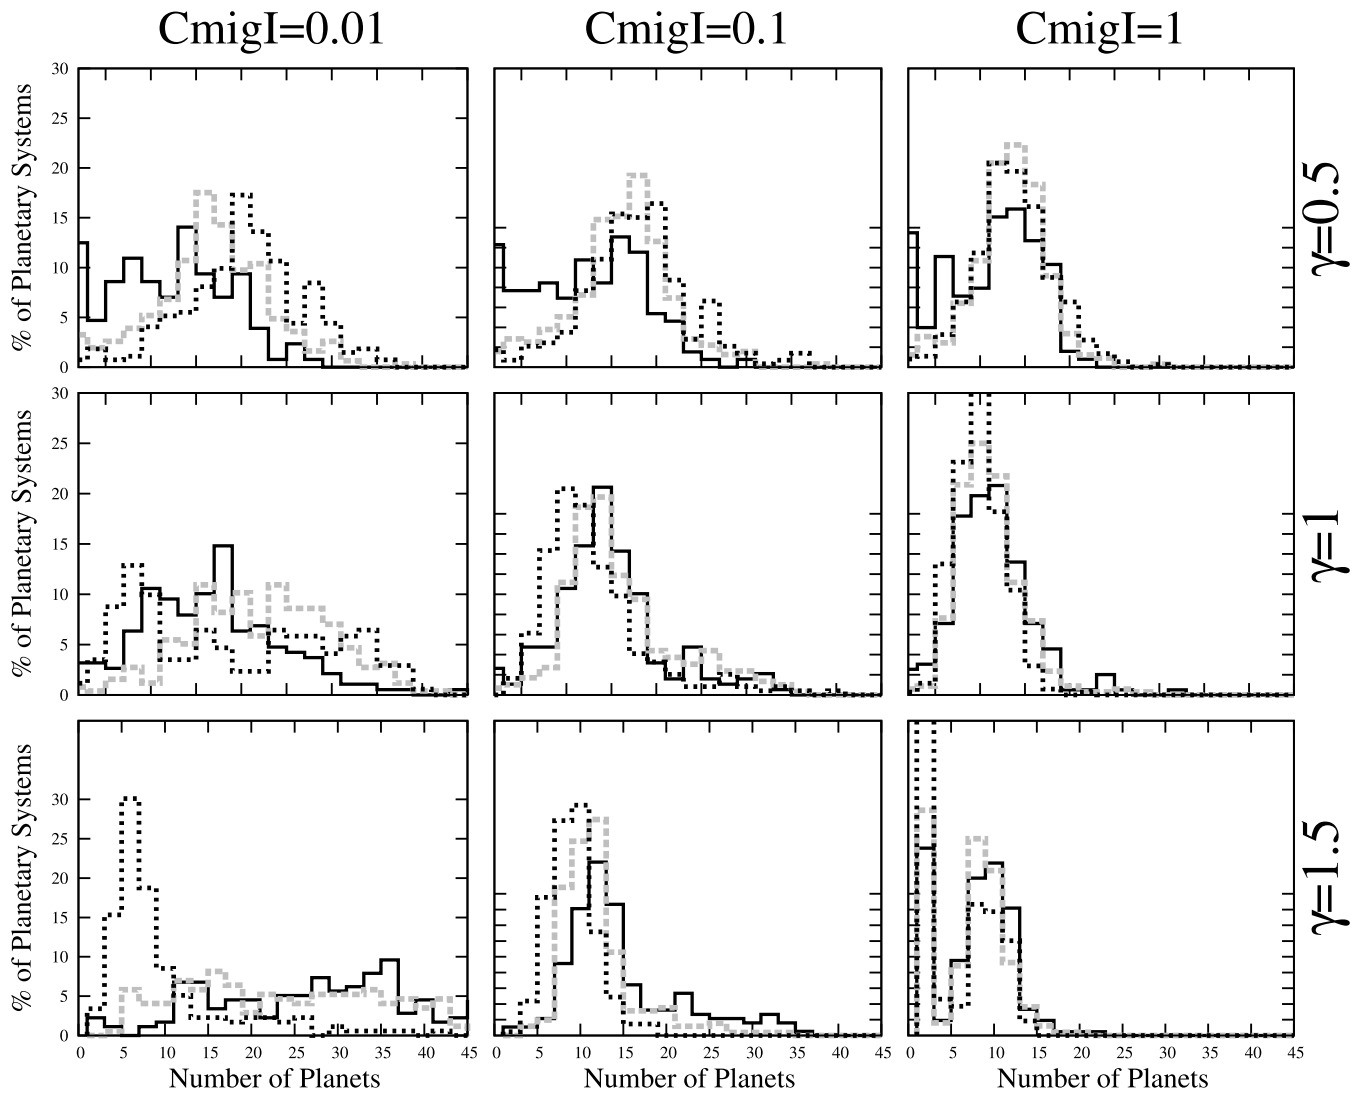 CmigI=0.01 CmigI=0.1 CmigI=1
30
25
20
15
10
5
0
% of Planetary Systems
γ=0.5
30
25
20
15
10
5
0
% of Planetary Systems
γ=1
30
25
20
15
10
5
0
% of Planetary Systems
γ=1.5
0 5 10 15 20 25 30 35 40 45 0 5 10 15 20 25 30 35 40 45 0 5 10 15 20 25 30 35 40 45
Number of Planets Number of Planets Number of Planets